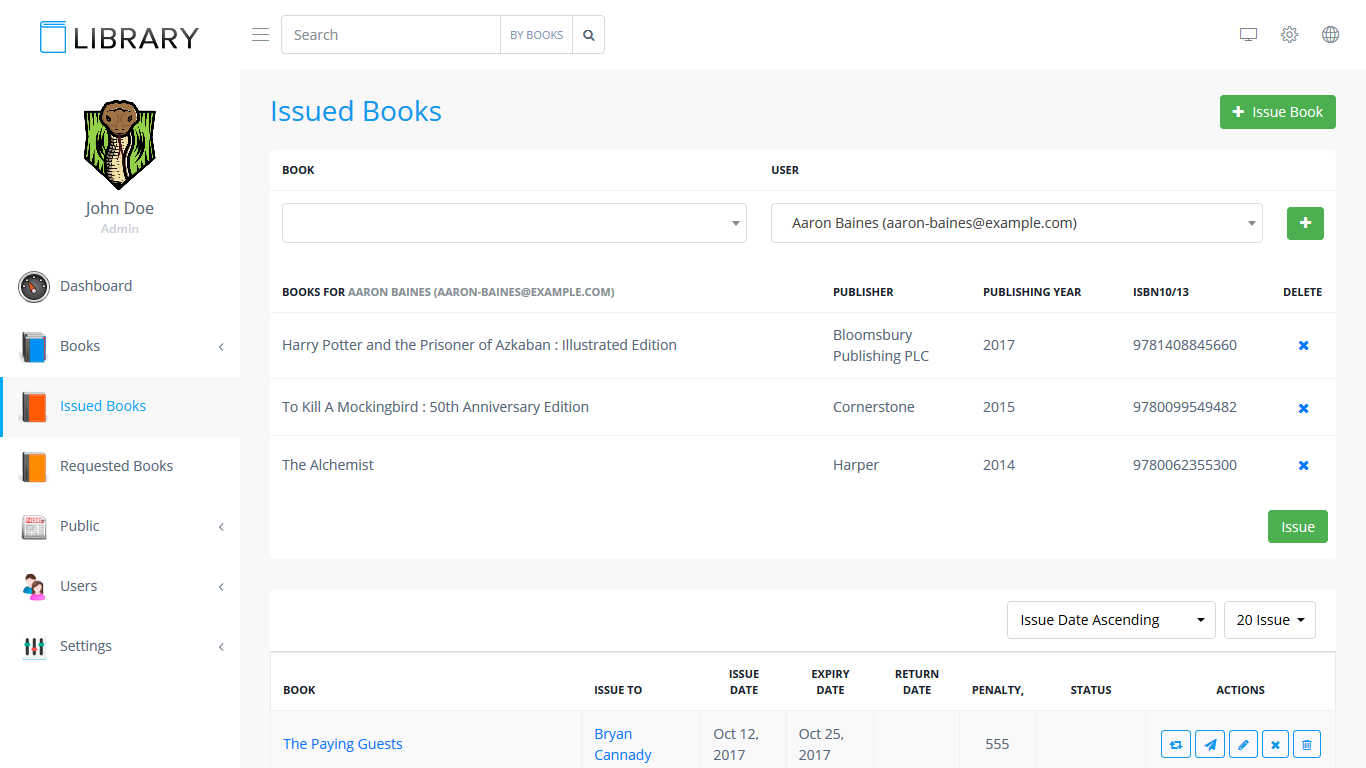 LIBRARY
Search
BY BOOKS
John Doe
Admin
Dashboard
Books
Issued Books
Requested Books
Public
Users
Settings
Issued Books
Issue Book
BOOK
USER
Aaron Baines (aaron-baines@example.com)
BOOKS FOR AARON BAINES (AARON-BAINES@EXAMPLE.COM)
PUBLISHER
PUBLISHING YEAR
ISBN10/13
DELETE
Harry Potter and the Prisoner of Azkaban : Illustrated Edition
Bloomsbury
Publishing PLC
2017
9781408845660
To Kill A Mockingbird : 50th Anniversary Edition
Cornerstone
2015
9780099549482
The Alchemist
Harper
2014
9780062355300
Issue
Issue Date Ascending
20 Issue
BOOK
ISSUE TO
ISSUE
DATE
EXPIRY
DATE
RETURN
DATE
PENALTY,
STATUS
ACTIONS
The Paying Guests
Bryan
Cannady
Oct 12,
2017
Oct 25,
2017
555